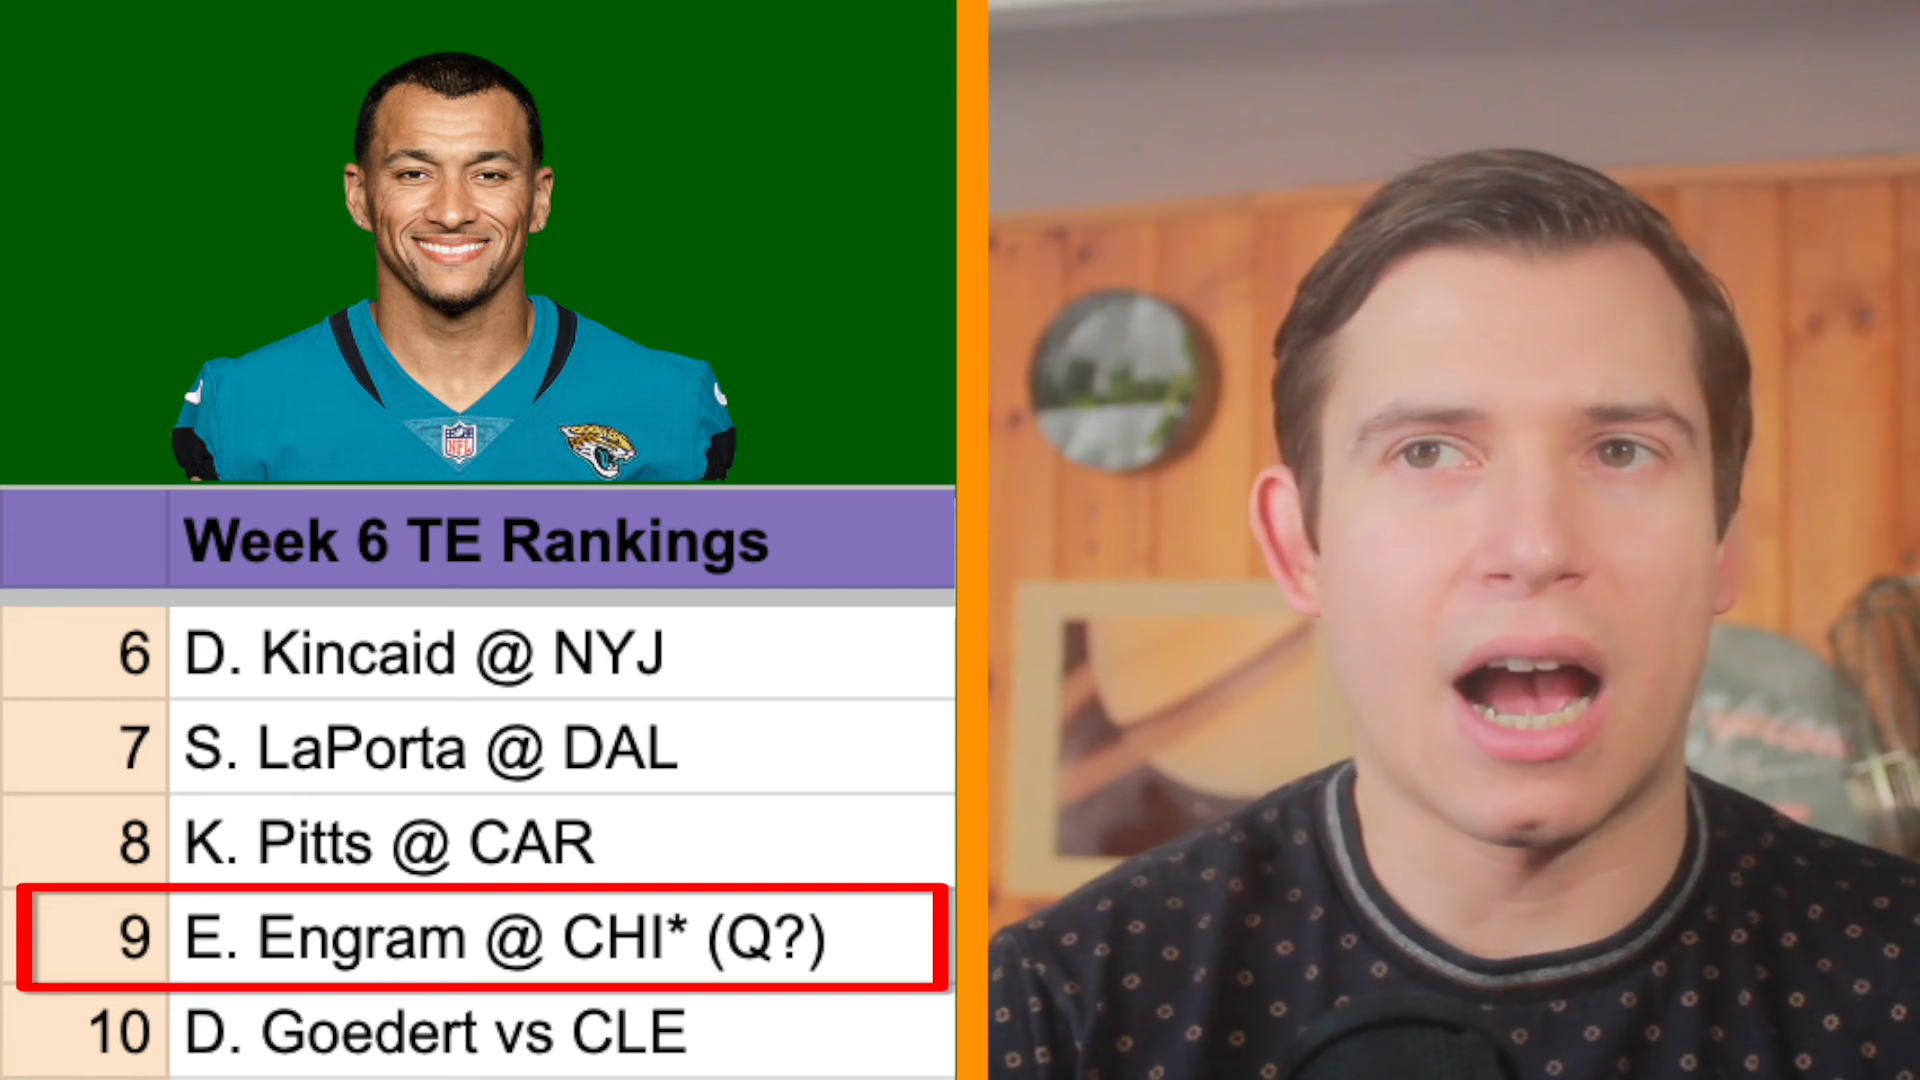 NFL
Week 6 TE Rankings
6 D. Kincaid @ NYJ
7 S. LaPorta @ DAL
8 K. Pitts @ CAR
9 E. Engram @ CHI* (Q?)
10 D. Goedert vs CLE